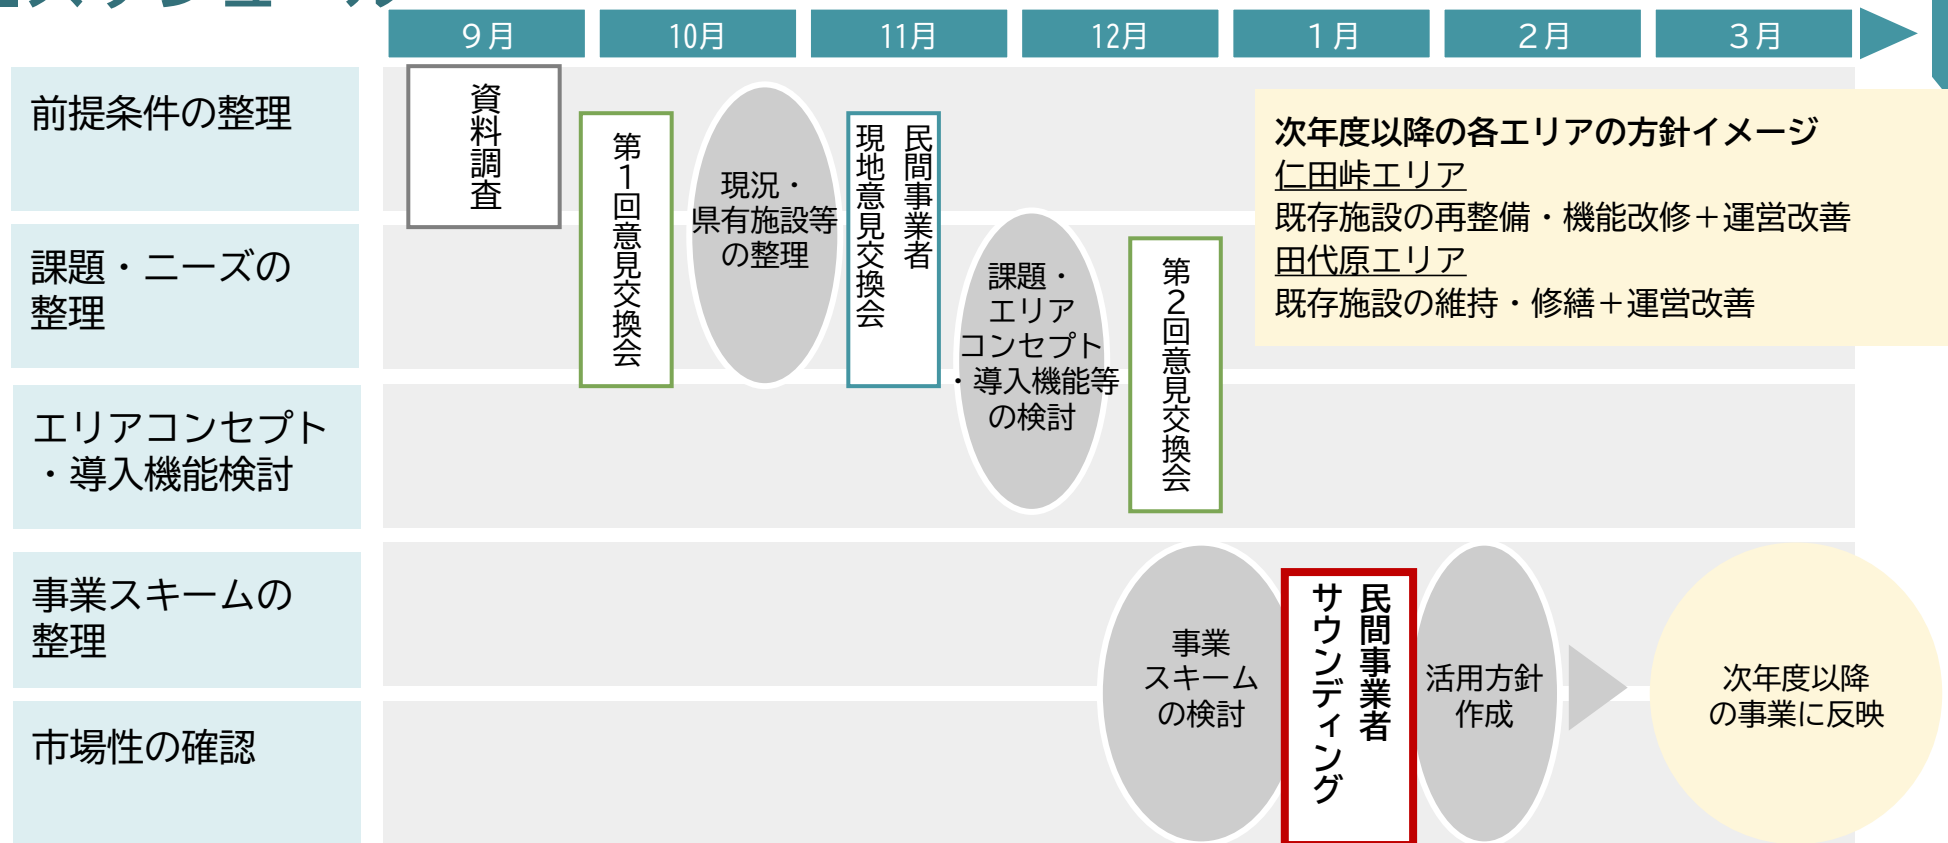 ９月
10月
11月
12月
１月
２月
３月
前提条件の整理
課題・ニーズの
整理
エリアコンセプト
・導入機能検討
事業スキームの
整理
市場性の確認
資料調査
第１回意見交換会
現況・
県有施設等
の整理
民間事業者
現地意見交換会
課題・
エリア
コンセプト
・導入機能等
の検討
第２回意見交換会
次年度以降の各エリアの方針イメージ
仁田峠エリア
既存施設の再整備・機能改修＋運営改善
田代原エリア
既存施設の維持・修繕＋運営改善
事業
スキーム
の検討
民間事業者
サウンディング
活用方針
作成
次年度以降
の事業に反映